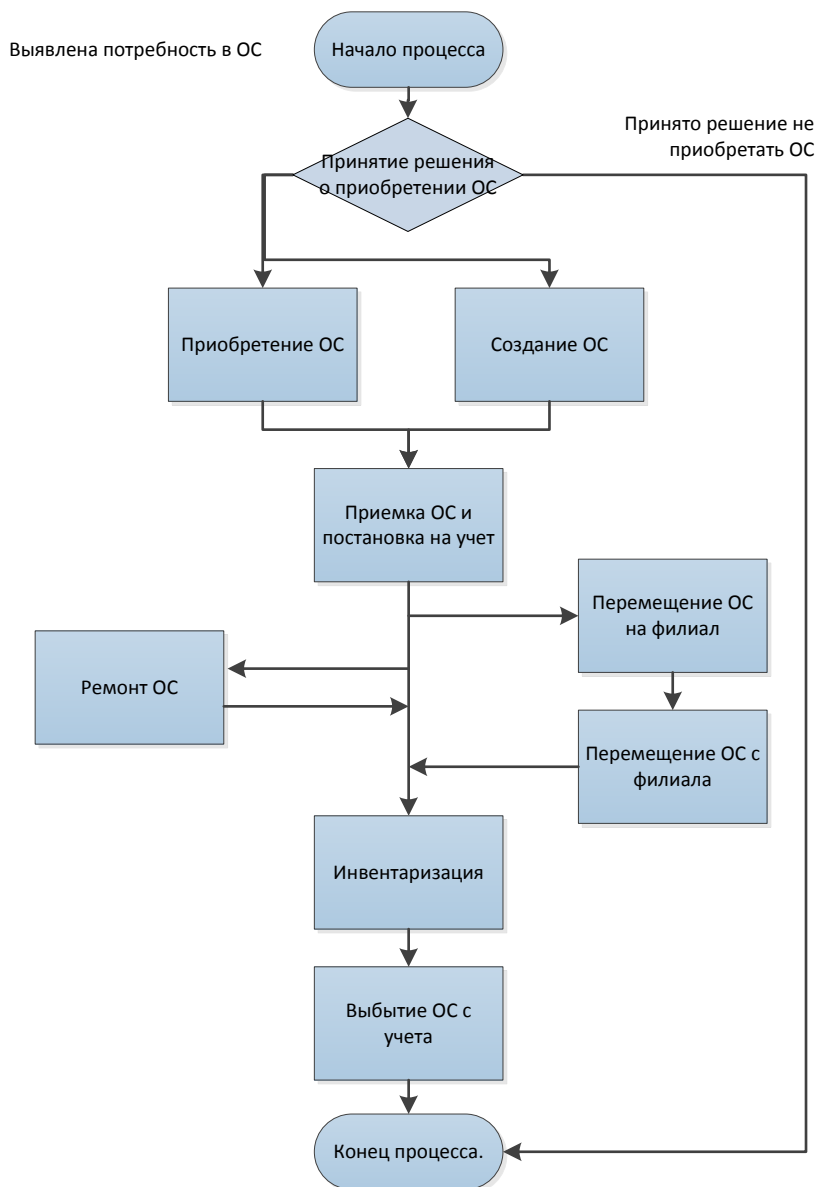 Выявлена потребность в ОС
Начало процесса
Принято решение не
приобретать ОС
Принятие решения
о приобретении ОС
Приобретение ОС
Создание ОС
Приемка ОС и
постановка на учет
Перемещение ОС
на филиал
Ремонт ОС
Перемещение ОС с
филиала
Инвентаризация
Выбытие ОС с
учета
Конец процесса.